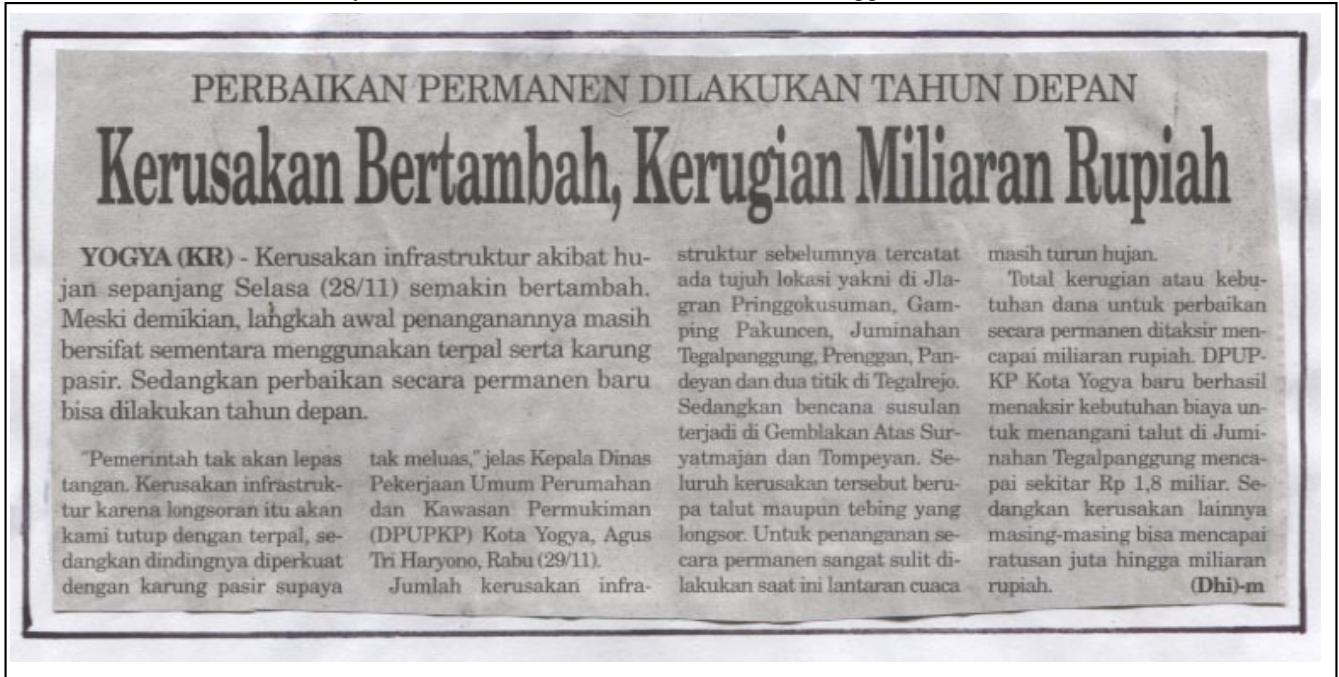 PERBAIKAN PERMANEN DILAKUKAN TAHUN DEPAN
Kerusakan Bertambah, Kerugian Miliaran Rupiah
YOGYA (KR) - Kerusakan infrastruktur akibat hu-
jan sepanjang Selasa (28/11) semakin bertambah.
Meski demikian, langkah awal penanganannya masih
bersifat sementara menggunakan terpal serta karung
pasir. Sedangkan perbaikan secara permanen baru
bisa dilakukan tahun depan.
"Pemerintah tak akan lepas
tangan. Kerusakan infrastruk-
tur karena longsoran itu akan
kami tutup dengan terpal, se-
dangkan dindingnya diperkuat
dengan karung pasir supaya
tak meluas," jelas Kepala Dinas
Pekerjaan Umum Perumahan
dan Kawasan Permukiman
(DPUPKP) Kota Yogya, Agus
Tri Haryono, Rabu (29/11).
Jumlah kerusakan infra-
struktur sebelumnya tercatat
ada tujuh lokasi yakni di Jla-
gran Pringgokusuman, Gam-
ping Pakuncen, Juminahan
Tegalpanggung, Prenggan, Pan-
deyan dan dua titik di Tegalrejo.
Sedangkan bencana susulan
terjadi di Gemblakan Atas Sur-
yatmajan dan Tompeyan. Se-
luruh kerusakan tersebut beru-
pa talut maupun tebing yang
longsor. Untuk penanganan se-
cara permanen sangat sulit di-
lakukan saat ini lantaran cuaca
masih turun hujan.
Total kerugian atau kebu-
tuhan dana untuk perbaikan
secara permanen ditaksir men-
capai miliaran rupiah. DPUP-
KP Kota Yogya baru berhasil
menaksir kebutuhan biaya un-
tuk menangani talut di Jumi-
nahan Tegalpanggung menca-
pai sekitar Rp 1,8 miliar. Se-
dangkan kerusakan lainnya
masing-masing bisa mencapai
ratusan juta hingga miliaran
rupiah. (Dhi)-m